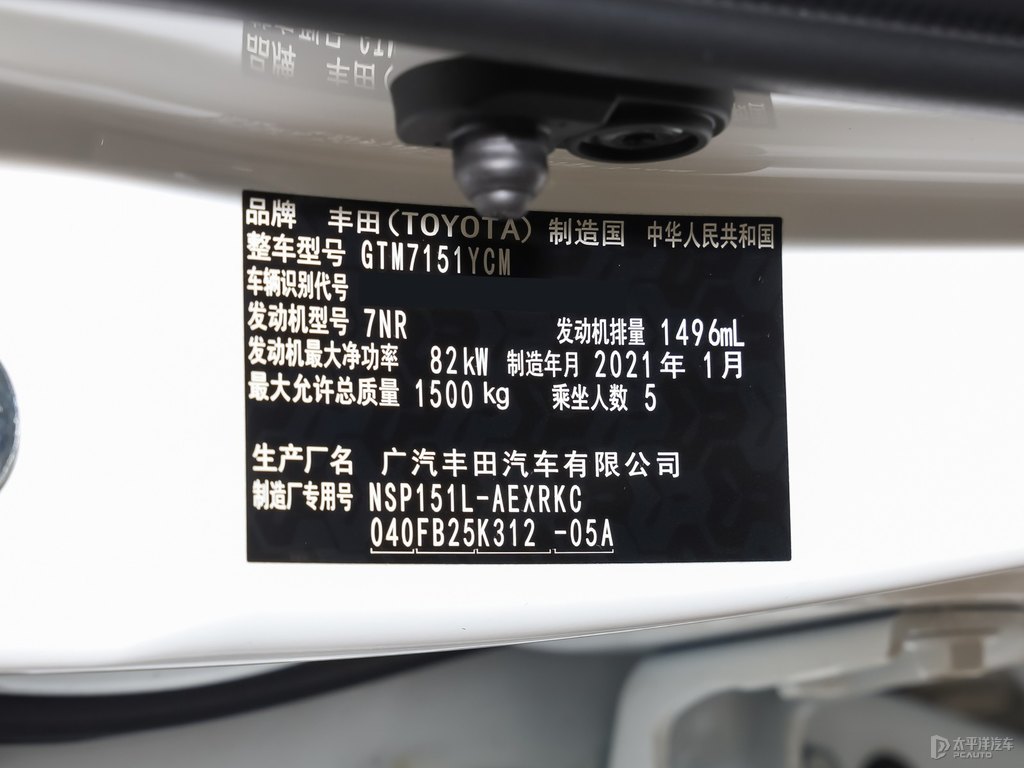 品牌 丰田(TOYOTA) 制造国 中华人民共和国
整车型号 GTM7151YCM
车辆识别代号
发动机型号 7NR 发动机排量 1496mL
发动机最大净功率 82kW 制造年月 2021年1月
最大允许总质量 1500kg 乘坐人数 5
生产厂名 广汽丰田汽车有限公司
制造厂专用号 NSP151L-AEXRKC
040FB25K312-05A
太平洋汽车
PCAUTO